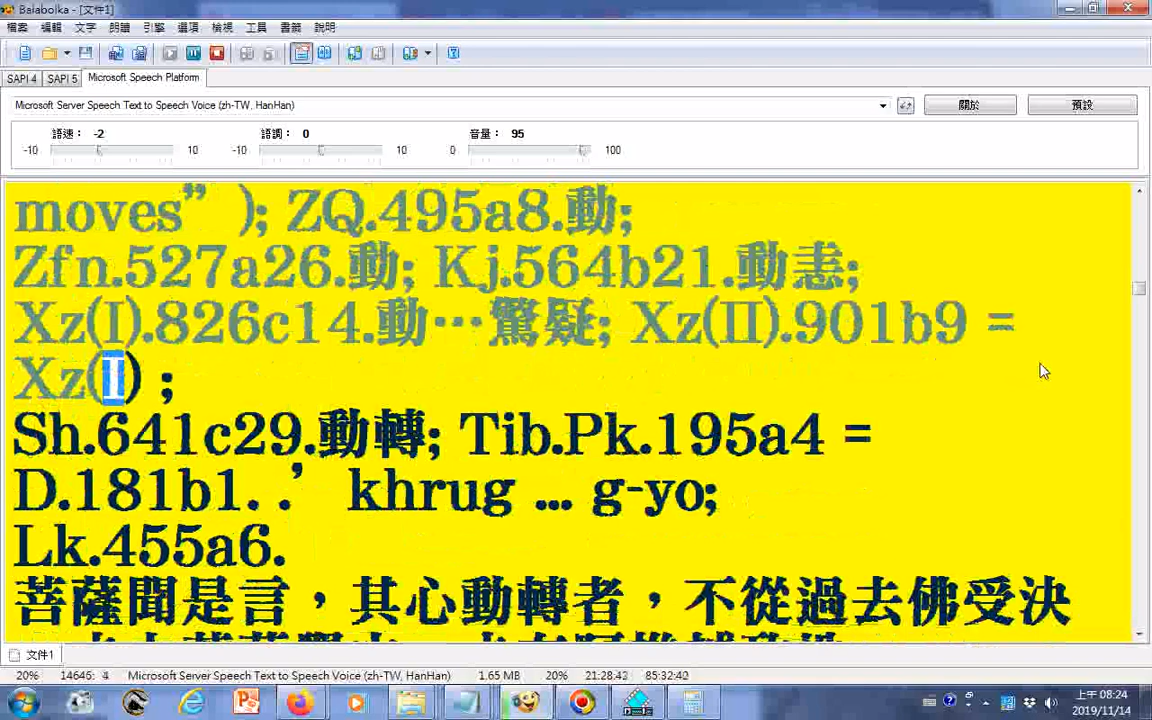 Balabolka - [文件1]
檔案 編輯 文字 朗讀 引擎 選項 檢視 工具 書籤 說明
SAPI 4 SAPI 5 Microsoft Speech Platform
Microsoft Server Speech Text to Speech Voice (zh-TW, HanHan) 關於 預設
語速： -2 語調： 0 音量： 95
-10 10 -10 10 0 100
moves” ); ZQ.495a8.動;
Zfn.527a26.動; Kj.564b21.動恚;
Xz(I).826c14.動…驚疑; Xz(II).901b9 =
Xz(I) ;
Sh.641c29.動轉; Tib.Pk.195a4 =
D.181b1. .’ khrug ... g-yo;
Lk.455a6.
菩薩聞是言，其心動轉者，不從過去佛受決
文件1
20% 14645: 4 Microsoft Server Speech Text to Speech Voice (zh-TW, HanHan) 1.65 MB 20% 21:28:43 85:32:40
上午 08:24
2019/11/14